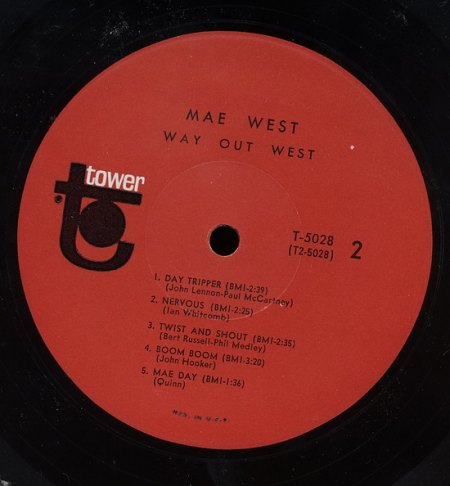 MAE WEST
WAY OUT WEST
tower
T-5028
(T2-5028)
2
1. DAY TRIPPER (BMI-2:39)
(John Lennon-Paul McCartney)
2. NERVOUS (BMI-2:25)
(Ian Whitcomb)
3. TWIST AND SHOUT (BMI-2:35)
(Bert Russell-Phil Medley)
4. BOOM BOOM (BMI-3:20)
(John Hooker)
5. MAE DAY (BMI-1:36)
(Quinn)
MFD. IN U.S.A.